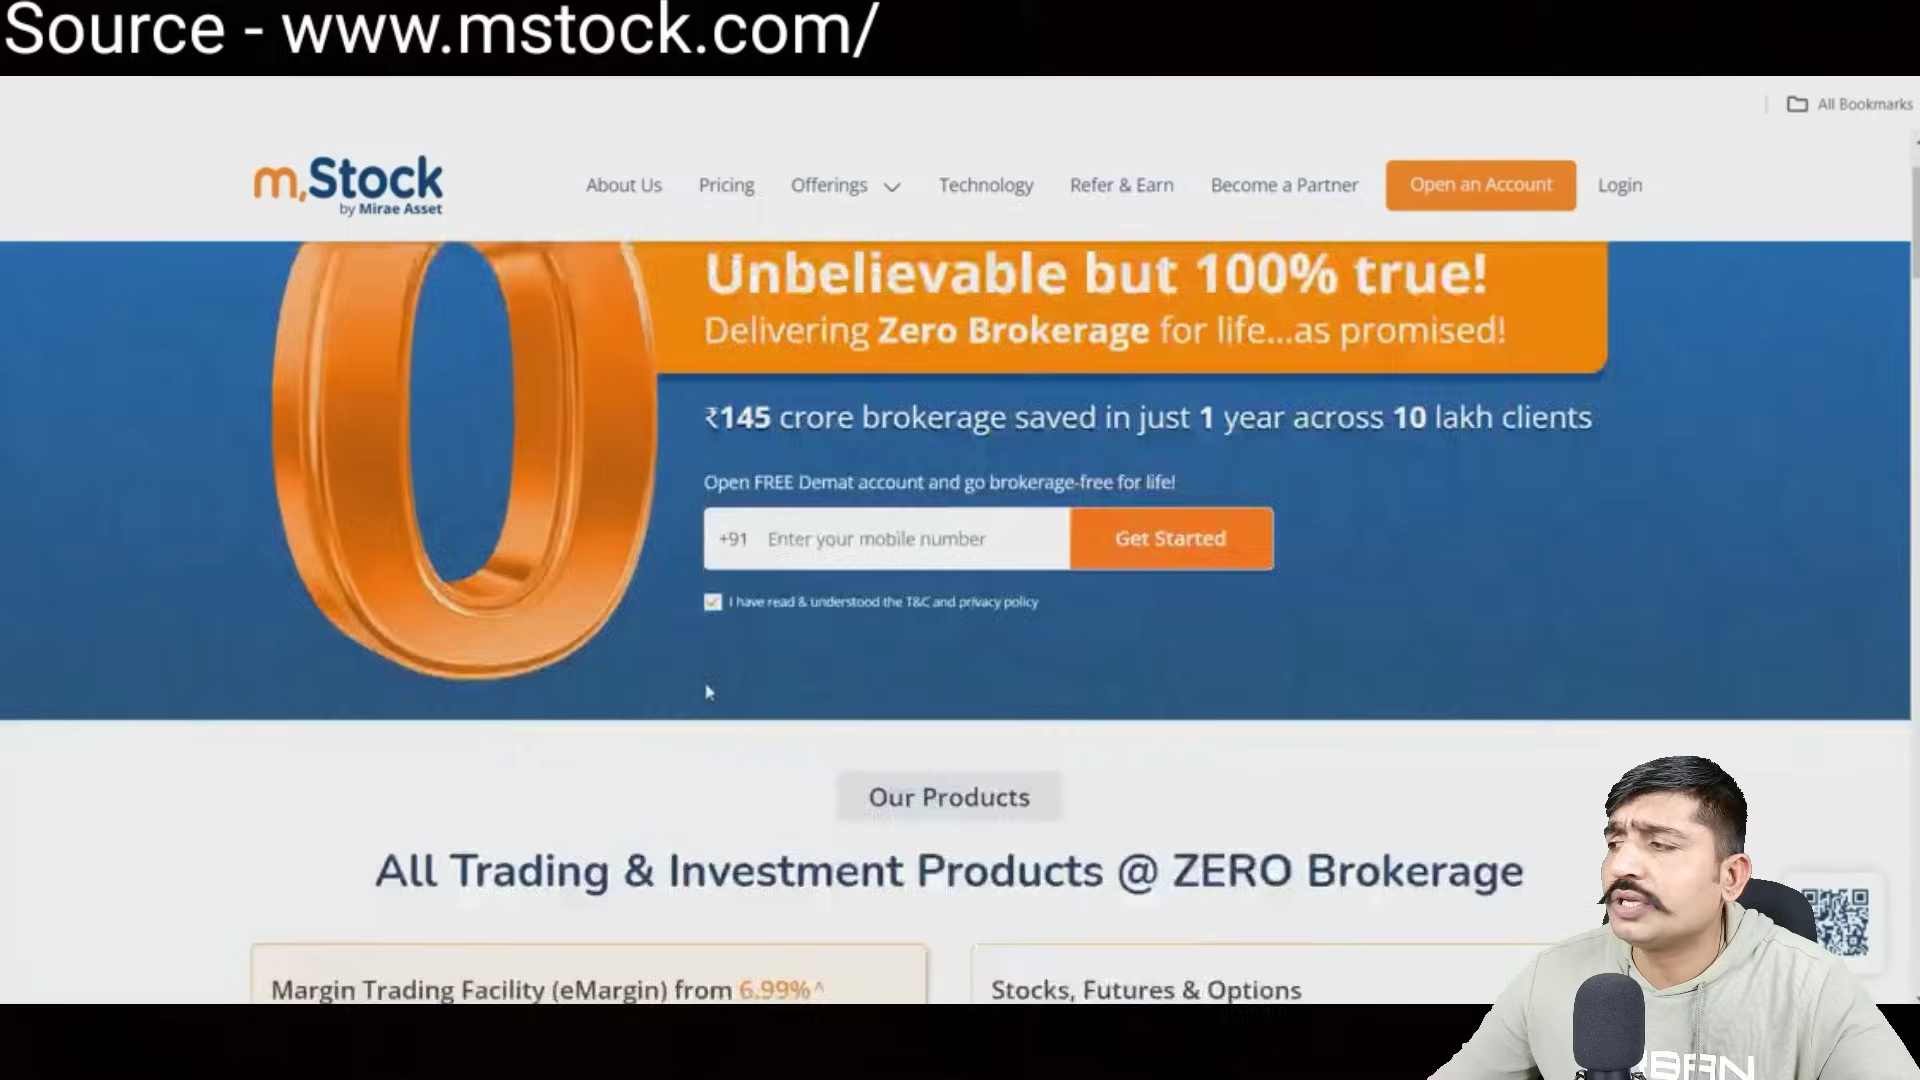 Source - www.mstock.com/
All Bookmarks
m.Stock
by Mirae Asset
About Us
Pricing
Offerings
Technology
Refer & Earn
Become a Partner
Open an Account
Login
Unbelievable but 100% true!
Delivering Zero Brokerage for life...as promised!
₹145 crore brokerage saved in just 1 year across 10 lakh clients
Open FREE Demat account and go brokerage-free for life!
+91 Enter your mobile number
Get Started
I have read & understood the T&C and privacy policy
Our Products
All Trading & Investment Products @ ZERO Brokerage
Margin Trading Facility (eMargin) from 6.99%^
Stocks, Futures & Options